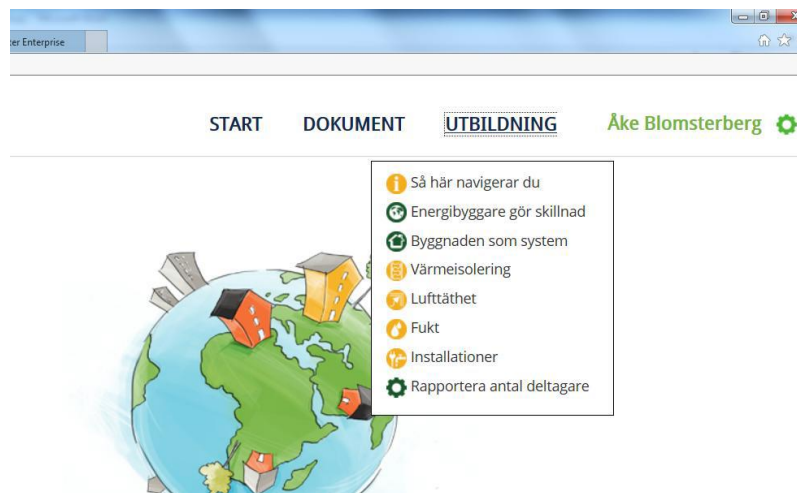 er Enterprise
START DOKUMENT UTBILDNING Åke Blomsterberg
Så här navigerar du
Energibyggare gör skillnad
Byggnaden som system
Värmeisolering
Lufttäthet
Fukt
Installationer
Rapportera antal deltagare